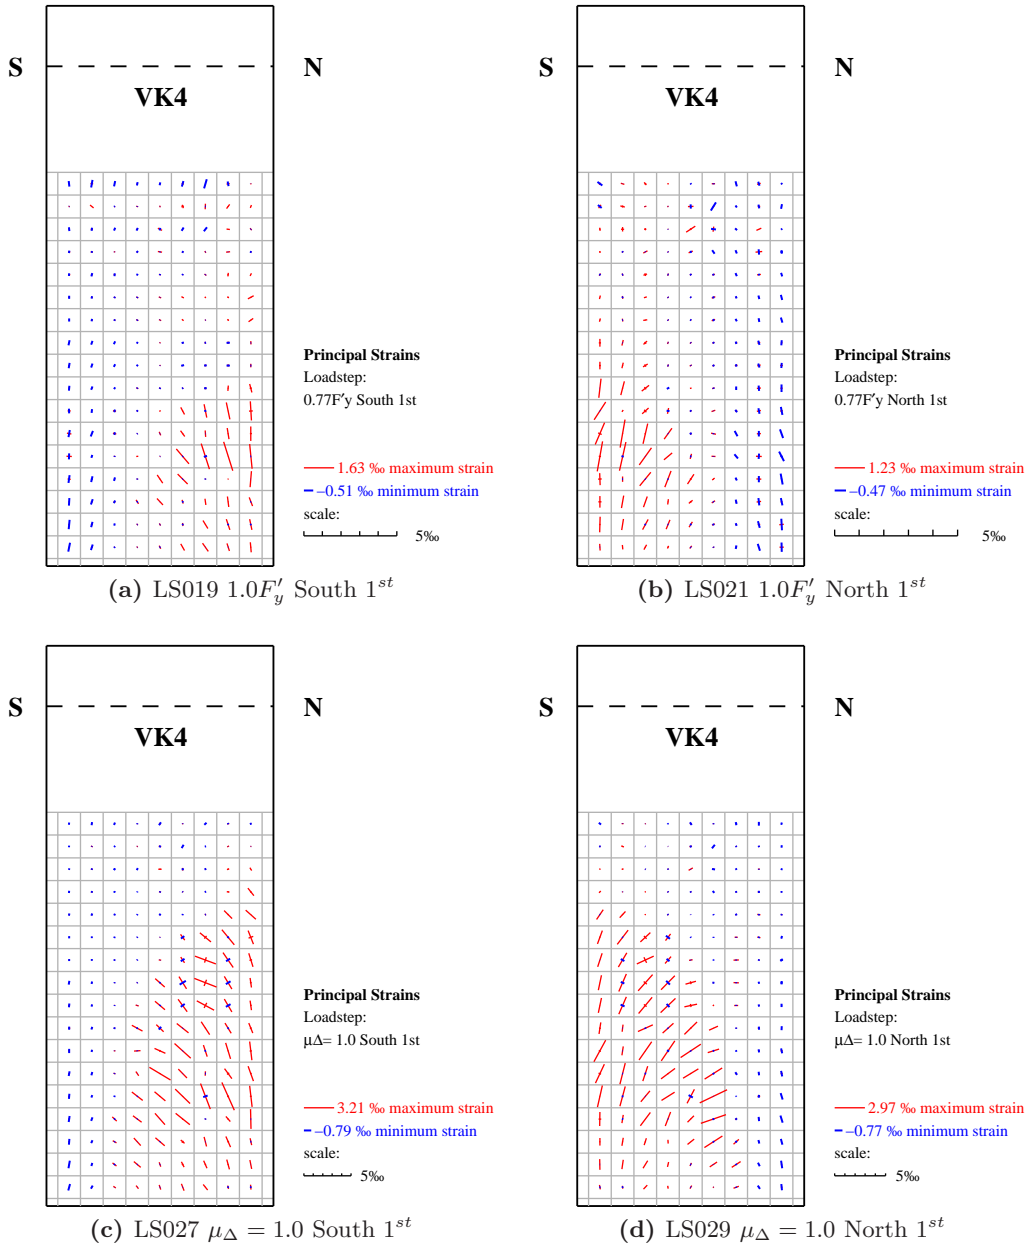 S N
VK4
Principal Strains
Loadstep:
0.77F'y South 1st
1.63 ‰ maximum strain
−0.51 ‰ minimum strain
scale:
5‰
(a) LS019 1.0F′y South 1st
S N
VK4
Principal Strains
Loadstep:
0.77F'y North 1st
1.23 ‰ maximum strain
−0.47 ‰ minimum strain
scale:
5‰
(b) LS021 1.0F′y North 1st
S N
VK4
Principal Strains
Loadstep:
μΔ= 1.0 South 1st
3.21 ‰ maximum strain
−0.79 ‰ minimum strain
scale:
5‰
(c) LS027 μΔ = 1.0 South 1st
S N
VK4
Principal Strains
Loadstep:
μΔ= 1.0 North 1st
2.97 ‰ maximum strain
−0.77 ‰ minimum strain
scale:
5‰
(d) LS029 μΔ = 1.0 North 1st